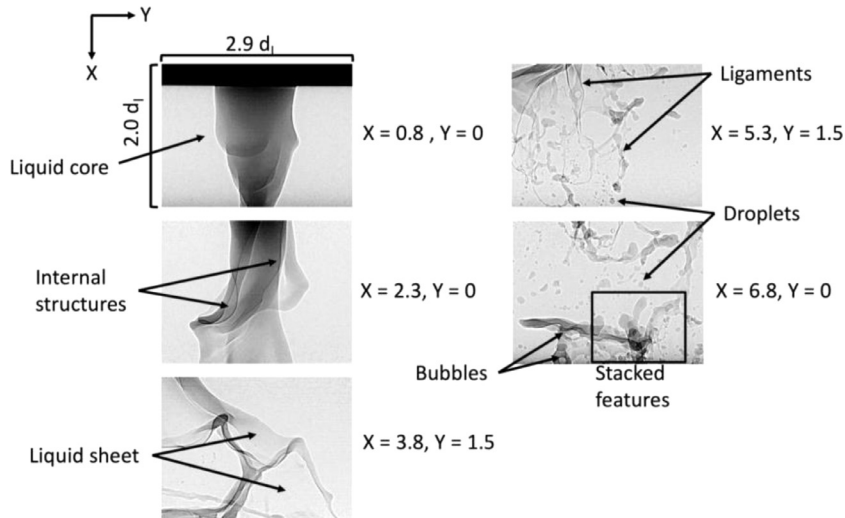 Y
X
2.9 dₗ
2.0 dₗ
Liquid core
X = 0.8 , Y = 0
Internal
structures
X = 2.3, Y = 0
Liquid sheet
X = 3.8, Y = 1.5
Ligaments
X = 5.3, Y = 1.5
Droplets
X = 6.8, Y = 0
Bubbles
Stacked
features